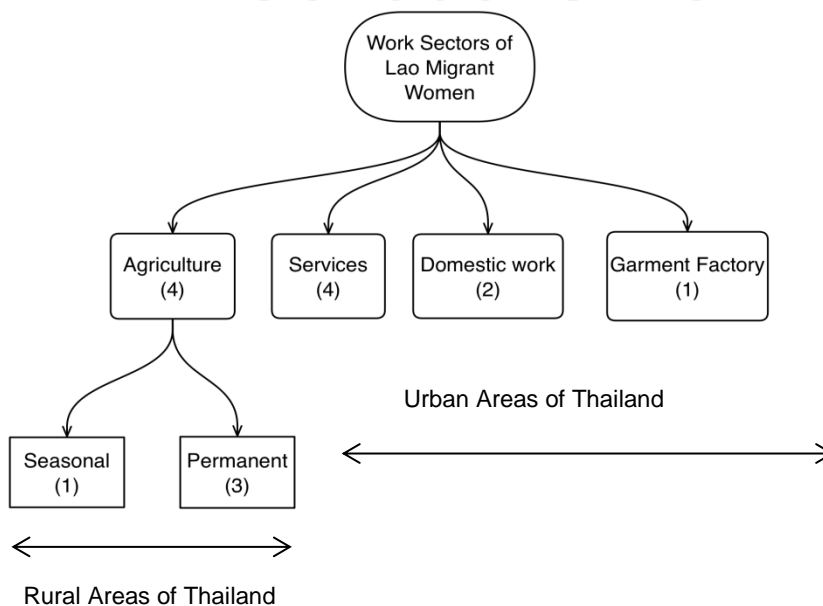 Work Sectors of
Lao Migrant
Women
Agriculture
(4)
Services
(4)
Domestic work
(2)
Garment Factory
(1)
Urban Areas of Thailand
Seasonal
(1)
Permanent
(3)
Rural Areas of Thailand